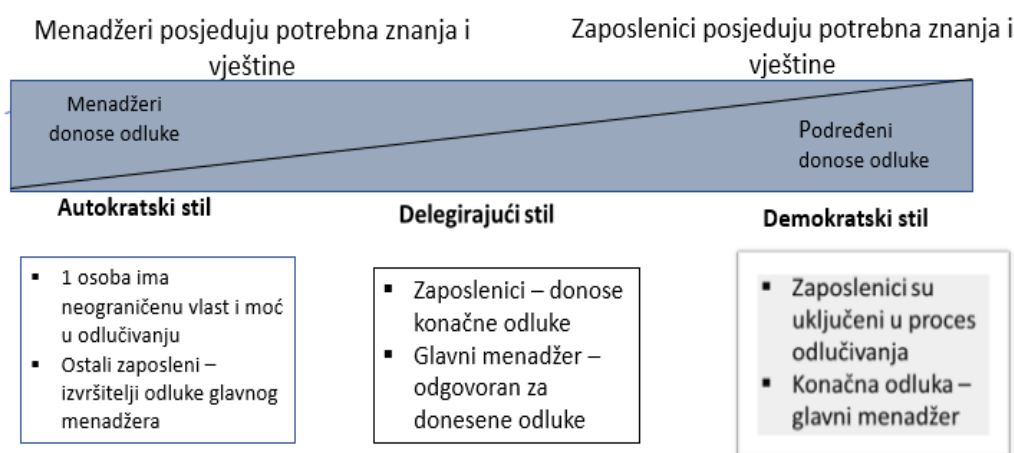 Menadžeri posjeduju potrebna znanja i
vještine
Zaposlenici posjeduju potrebna znanja i
vještine
Menadžeri
donose odluke
Podređeni
donose odluke
Autokratski stil
Delegirajući stil
Demokratski stil
▪ 1 osoba ima
neograničenu vlast i moć
u odlučivanju
▪ Ostali zaposleni –
izvršitelji odluke glavnog
menadžera
▪ Zaposlenici – donose
konačne odluke
▪ Glavni menadžer –
odgovoran za
donesene odluke
▪ Zaposlenici su
uključeni u proces
odlučivanja
▪ Konačna odluka –
glavni menadžer